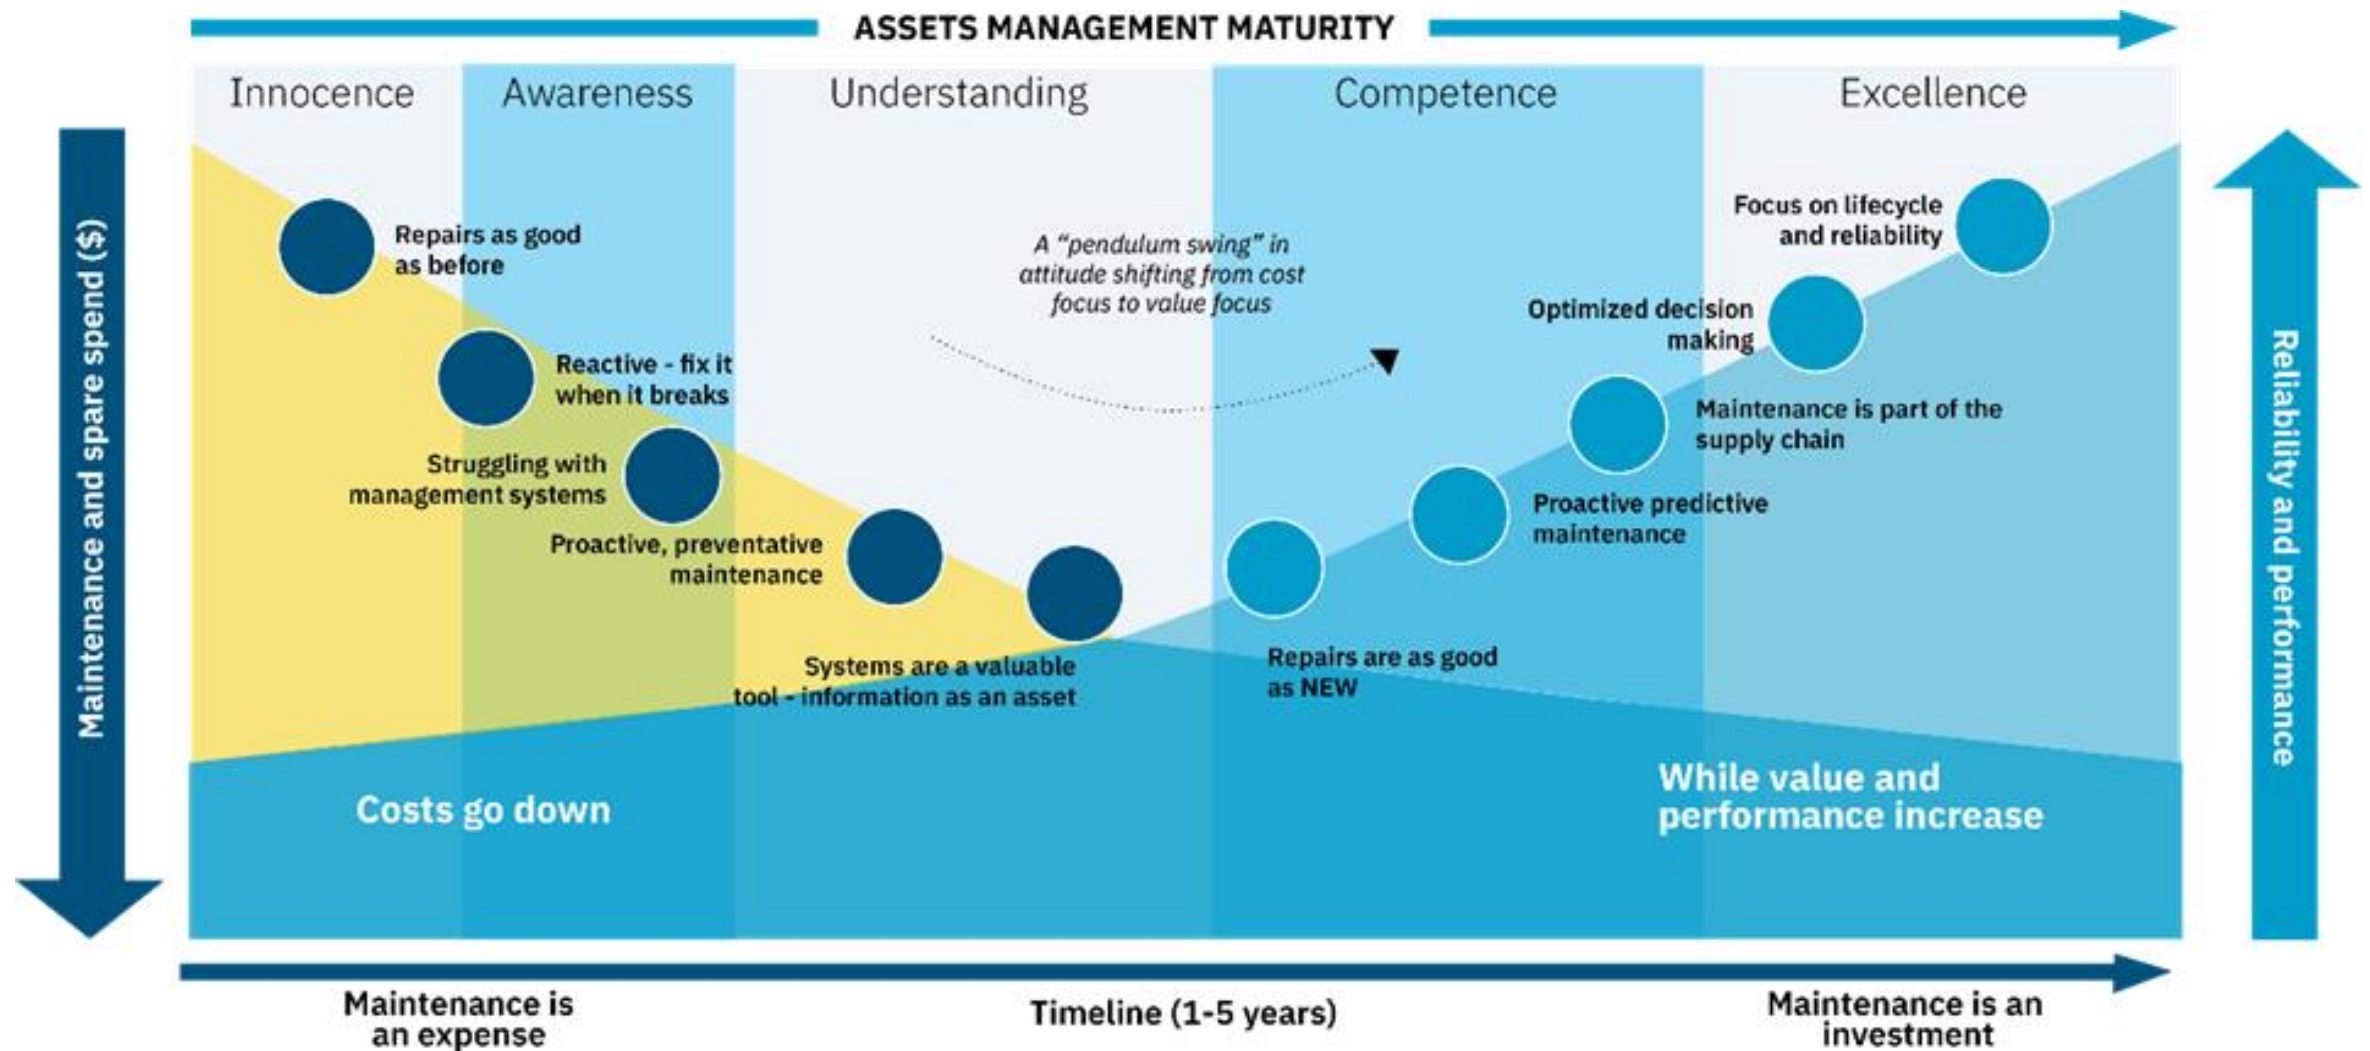 ASSETS MANAGEMENT MATURITY
Innocence
Awareness
Understanding
Competence
Excellence
Maintenance and spare spend ($)
Repairs as good
as before
Reactive - fix it
when it breaks
Struggling with
management systems
Proactive, preventative
maintenance
Systems are a valuable
tool - information as an asset
A “pendulum swing” in
attitude shifting from cost
focus to value focus
Repairs are as good
as NEW
Proactive predictive
maintenance
Maintenance is part of the
supply chain
Optimized decision
making
Focus on lifecycle
and reliability
Reliability and performance
Costs go down
While value and
performance increase
Maintenance is
an expense
Timeline (1-5 years)
Maintenance is an
investment